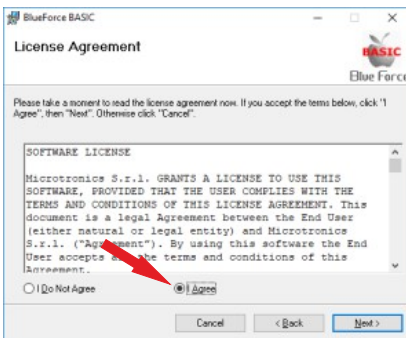 BlueForce BASIC
License Agreement
BASIC
Blue Force
Please take a moment to read the license agreement now. If you accept the terms below, click "I
Agree", then "Next". Otherwise click "Cancel".
SOFTWARE LICENSE
Microtronics S.r.l. GRANTS A LICENSE TO USE THIS
SOFTWARE, PROVIDED THAT THE USER COMPLIES WITH THE
TERMS AND CONDITIONS OF THIS LICENSE AGREEMENT. This
document is a legal Agreement between the End User
(either natural or legal entity) and Microtronics
S.r.l. ("Agreement"). By using this software the End
User accepts the terms and conditions of this
Agreement.
I Do Not Agree
I Agree
Cancel
< Back
Next >